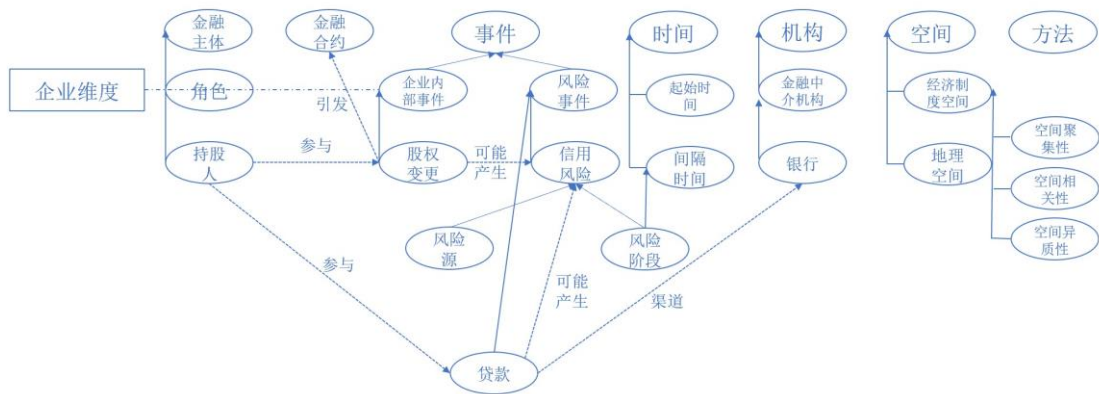 金融
主体
金融
合约
事件
时间
机构
空间
方法
企业维度
角色
引发
企业内
部事件
风险
事件
起始时
间
金融中
介机构
经济制
度空间
空间聚
集性
持股
人
参与
股权
变更
可能
产生
信用
风险
间隔
时间
银行
地理
空间
空间相
关性
风险
源
风险
阶段
空间异
质性
参与
可能
产生
渠道
贷款